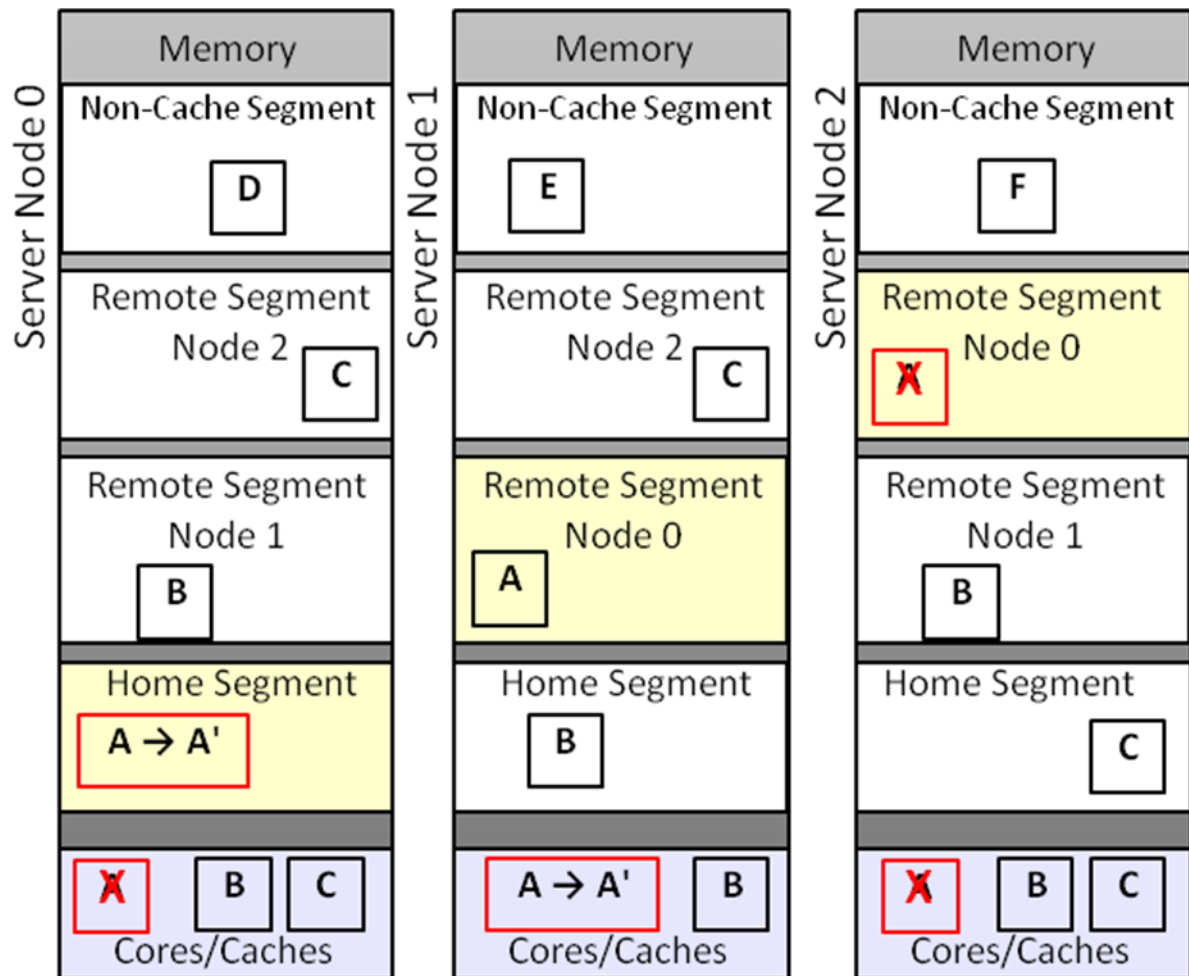 Server Node 0
Memory
Non-Cache Segment
D
Remote Segment
Node 2
C
Remote Segment
Node 1
B
Home Segment
A → A'
A B C
Cores/Caches
Server Node 1
Memory
Non-Cache Segment
E
Remote Segment
Node 2
C
Remote Segment
Node 0
A
Home Segment
B
A → A' B
Cores/Caches
Server Node 2
Memory
Non-Cache Segment
F
Remote Segment
Node 0
A
Remote Segment
Node 1
B
Home Segment
C
A B C
Cores/Caches